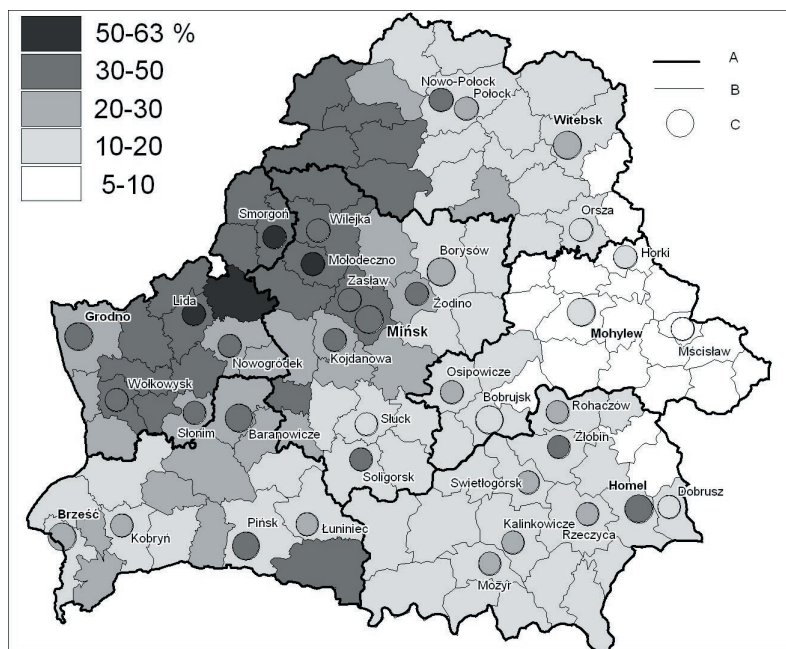 50-63 %
30-50
20-30
10-20
5-10
A
B
C
Nowo-Połock
Połock
Witebsk
Orsza
Horki
Smorgoń
Wilejka
Mołodeczno
Zasław
Borysów
Żodino
Mińsk
Lida
Grodno
Nowogródek
Kojdanowa
Mohylew
Mścisław
Wołkowysk
Słonim
Baranowicze
Osipowicze
Bobrujsk
Słuck
Soligorsk
Rohaczów
Żłobin
Swietłogorsk
Homel
Dobrusz
Rzeczyca
Kalinkowicze
Mozyr
Brześć
Kobryń
Pińsk
Łuniniec